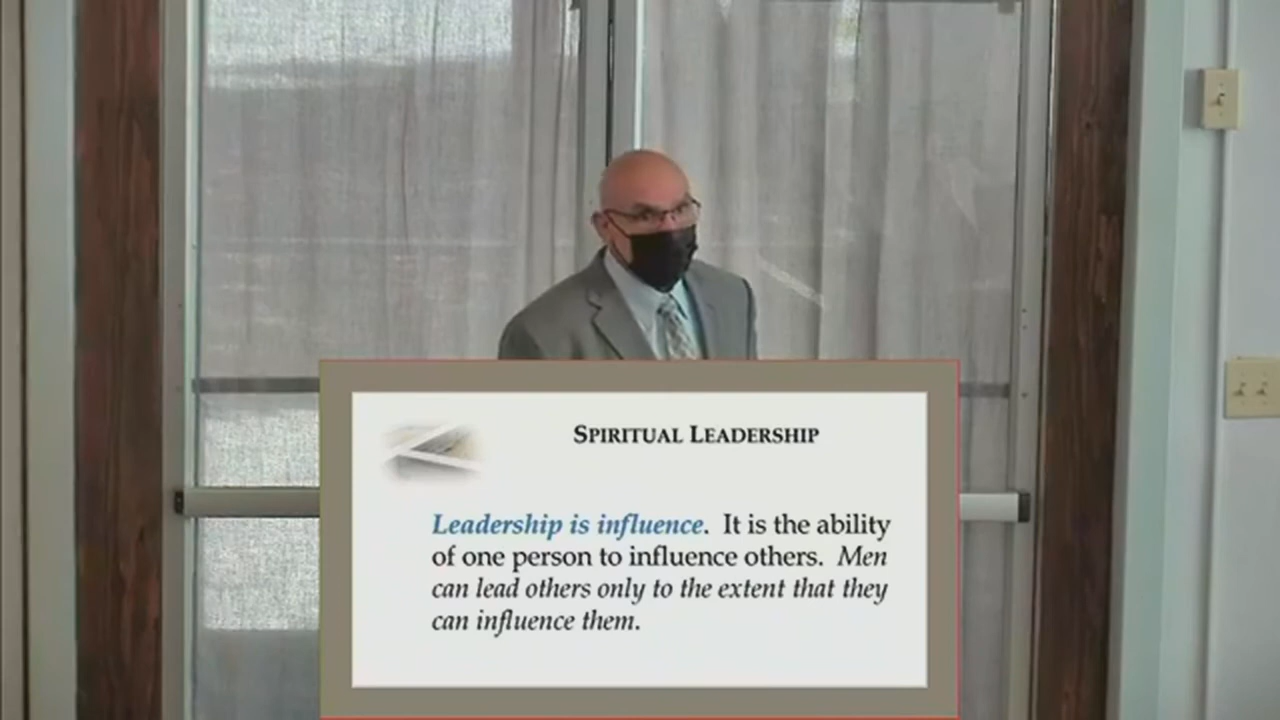 SPIRITUAL LEADERSHIP
Leadership is influence. It is the ability
of one person to influence others. Men
can lead others only to the extent that they
can influence them.